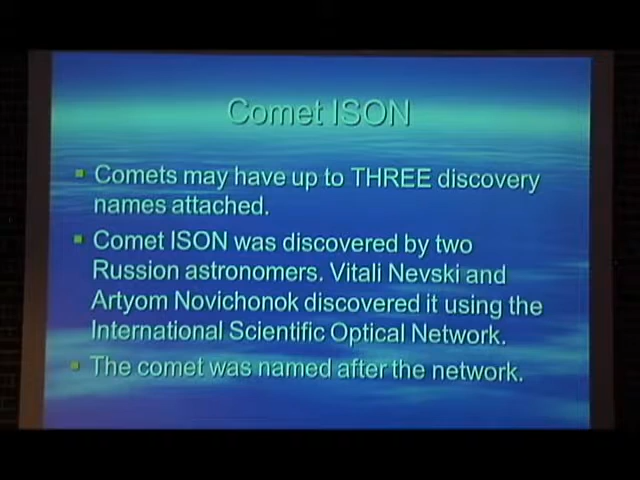 Comet ISON
Comets may have up to THREE discovery
names attached.
Comet ISON was discovered by two
Russion astronomers. Vitali Nevski and
Artyom Novichonok discovered it using the
International Scientific Optical Network.
The comet was named after the network.